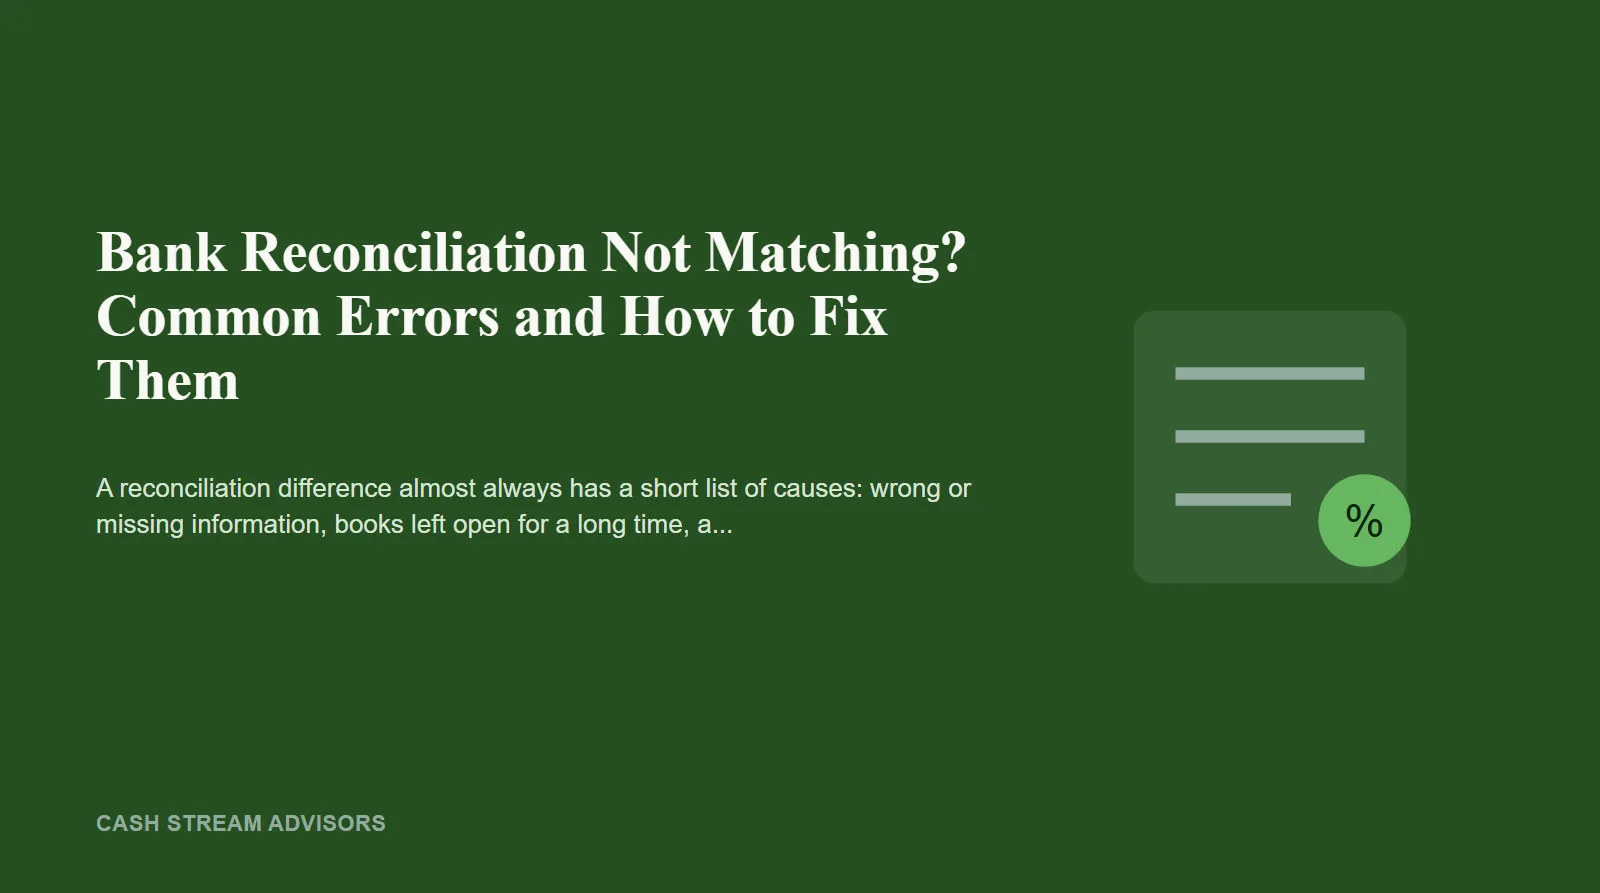 Bank Reconciliation Not Matching?
Common Errors and How to Fix
Them
A reconciliation difference almost always has a short list of causes: wrong or
missing information, books left open for a long time, a...
%
CASH STREAM ADVISORS